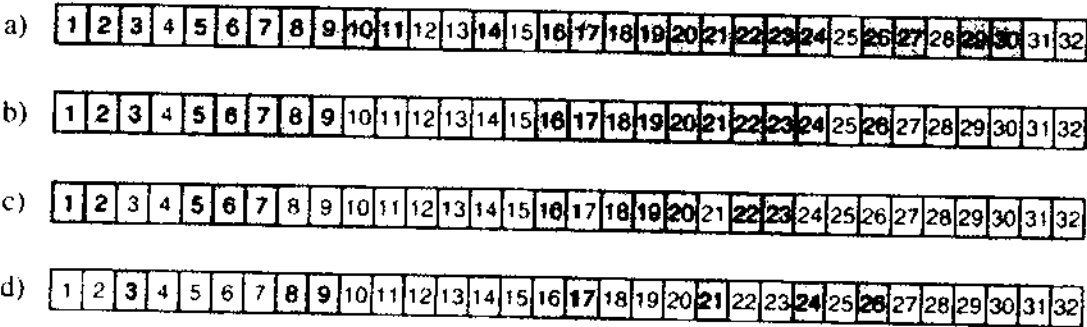 a) 1 2 3 4 5 6 7 8 9 10 11 12 13 14 15 16 17 18 19 20 21 22 23 24 25 26 27 28 29 30 31 32
b) 1 2 3 4 5 6 7 8 9 10 11 12 13 14 15 16 17 18 19 20 21 22 23 24 25 26 27 28 29 30 31 32
c) 1 2 3 4 5 6 7 8 9 10 11 12 13 14 15 16 17 18 19 20 21 22 23 24 25 26 27 28 29 30 31 32
d) 1 2 3 4 5 6 7 8 9 10 11 12 13 14 15 16 17 18 19 20 21 22 23 24 25 26 27 28 29 30 31 32